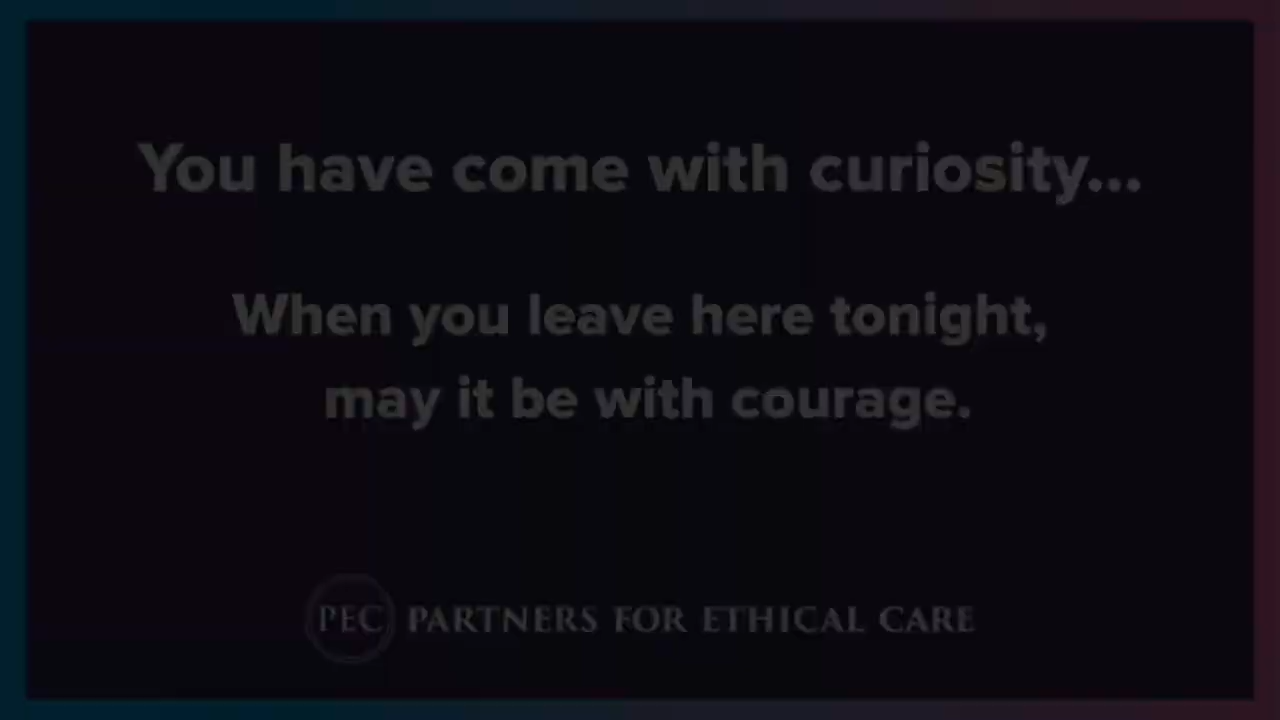 You have come with curiosity...
When you leave here tonight,
may it be with courage.
PEC PARTNERS FOR ETHICAL CARE